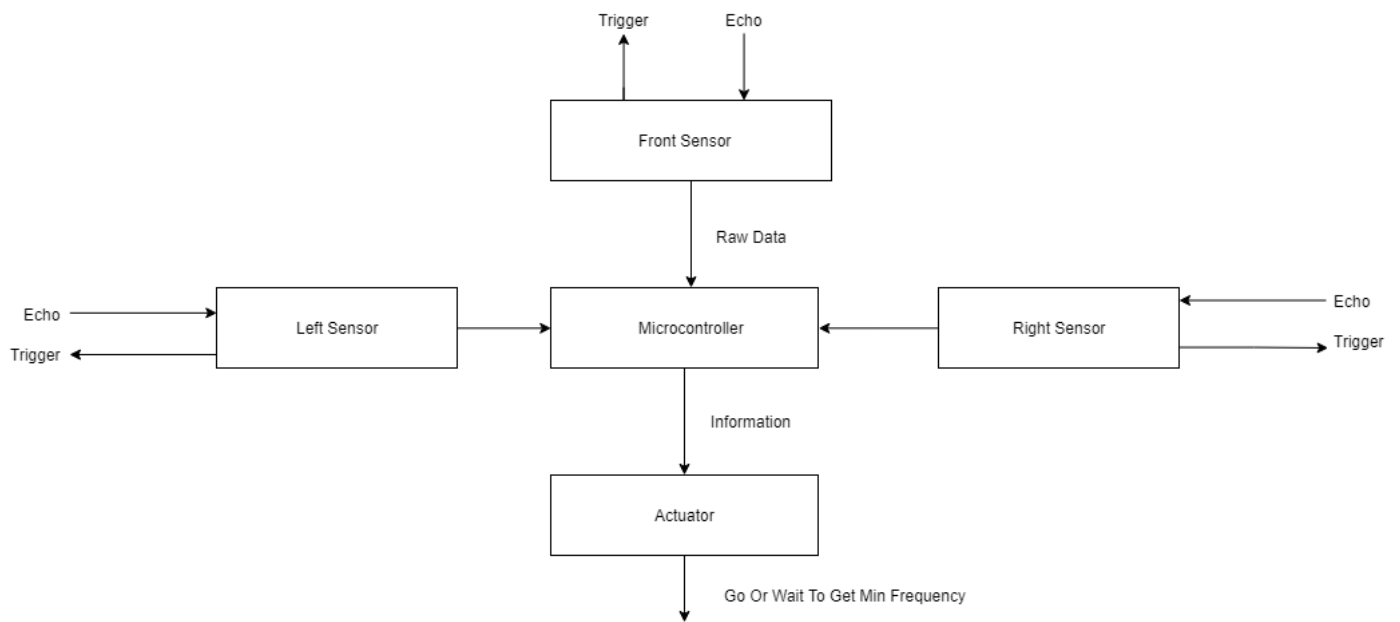 Trigger
Echo
Front Sensor
Raw Data
Echo
Left Sensor
Microcontroller
Right Sensor
Echo
Trigger
Trigger
Information
Actuator
Go Or Wait To Get Min Frequency